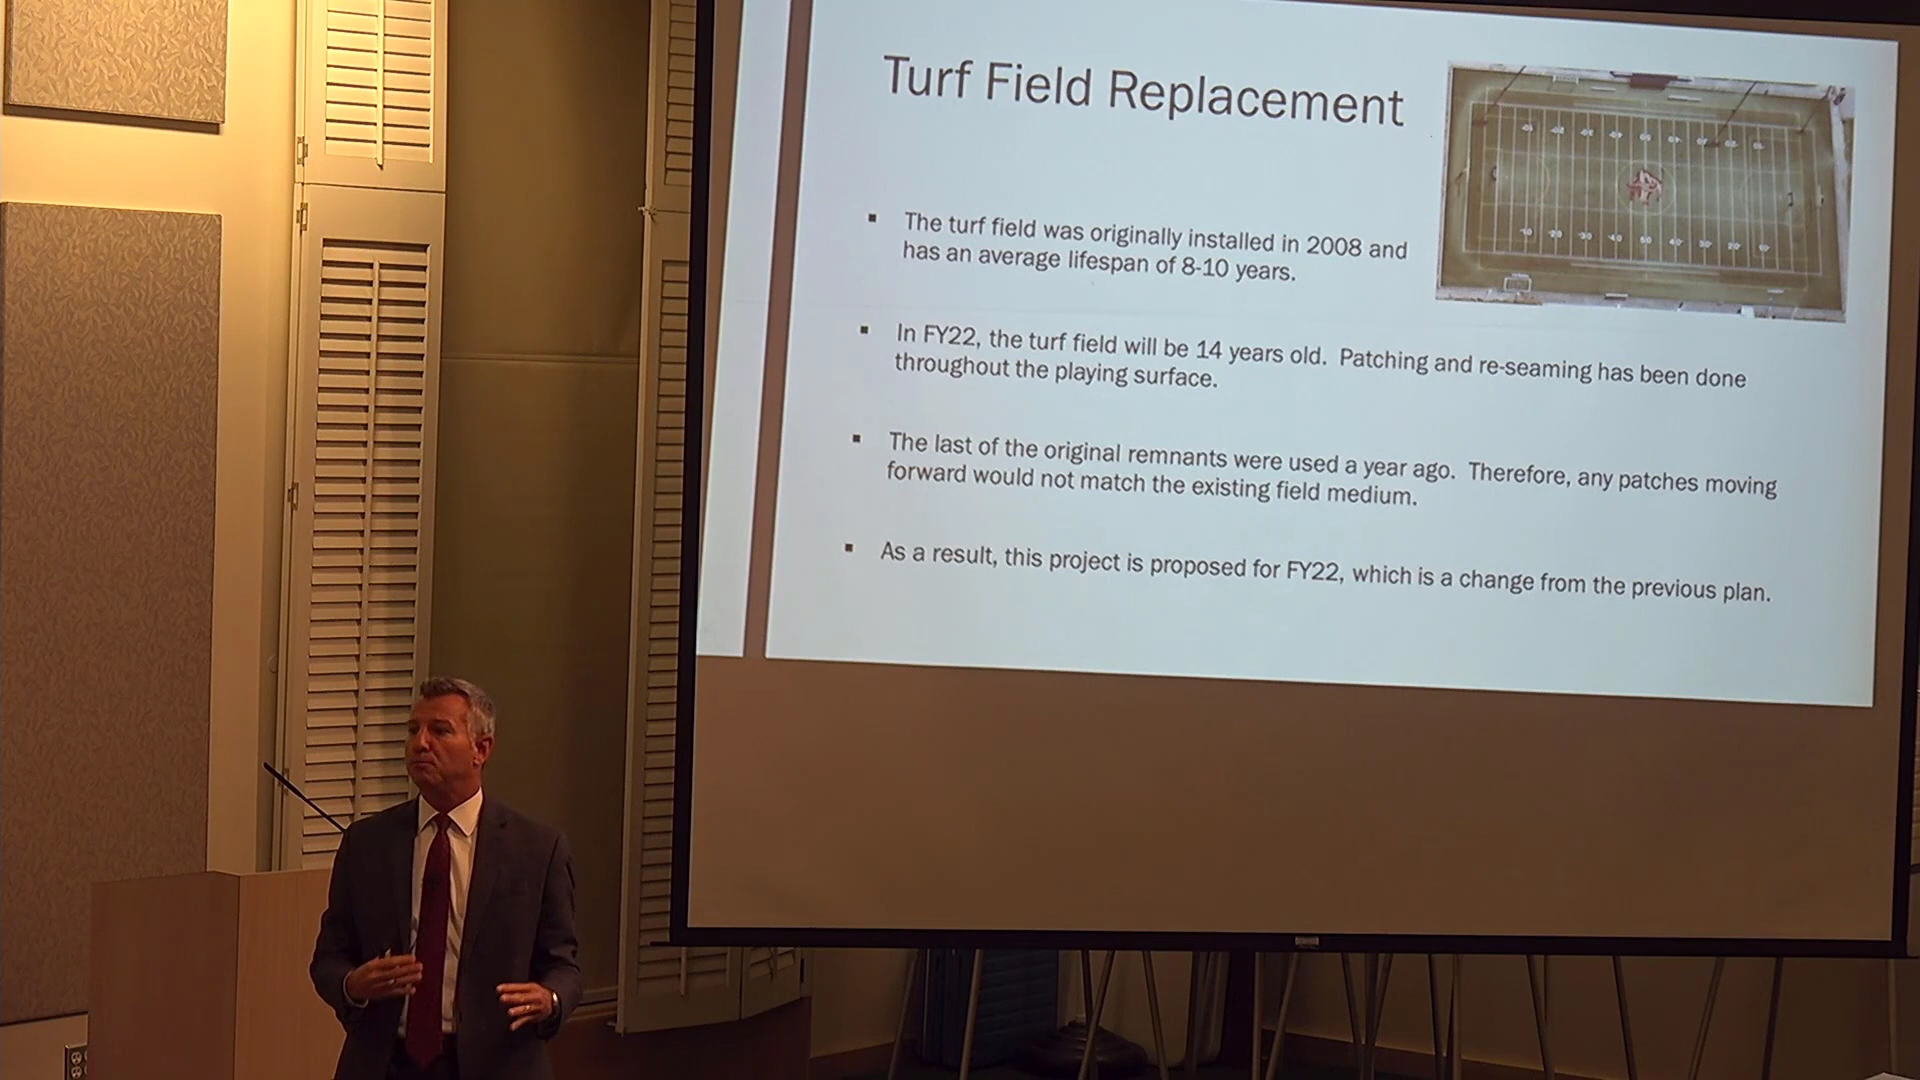 Turf Field Replacement
The turf field was originally installed in 2008 and
has an average lifespan of 8-10 years.
In FY22, the turf field will be 14 years old. Patching and re-seaming has been done
throughout the playing surface.
The last of the original remnants were used a year ago. Therefore, any patches moving
forward would not match the existing field medium.
As a result, this project is proposed for FY22, which is a change from the previous plan.